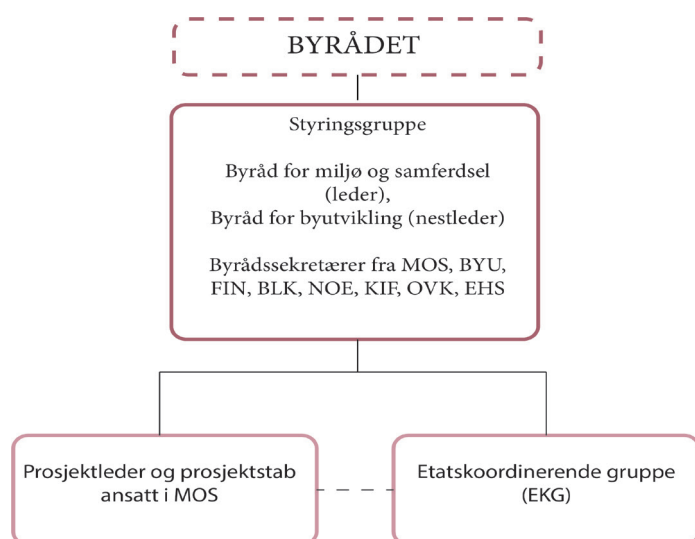 BYRÅDET
Styringsgruppe
Byråd for miljø og samferdsel
(leder),
Byråd for byutvikling (nestleder)
Byrådssekretærer fra MOS, BYU,
FIN, BLK, NOE, KIF, OVK, EHS
Prosjektleder og prosjektstab
ansatt i MOS
Etatskoordinerende gruppe
(EKG)